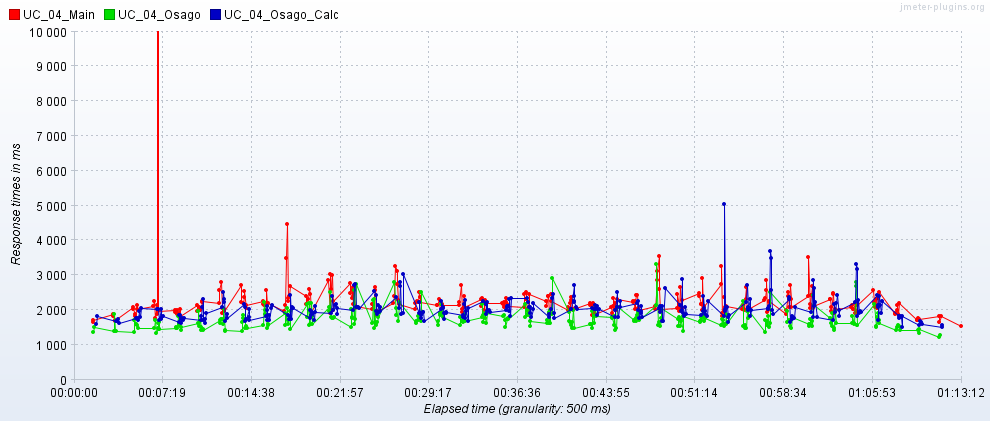 UC_04_Main UC_04_Osago UC_04_Osago_Calc
jmeter-plugins.org
10 000
9 000
8 000
7 000
6 000
5 000
4 000
3 000
2 000
1 000
0
Response times in ms
00:00:00 00:07:19 00:14:38 00:21:57 00:29:17 00:36:36 00:43:55 00:51:14 00:58:34 01:05:53 01:13:12
Elapsed time (granularity: 500 ms)